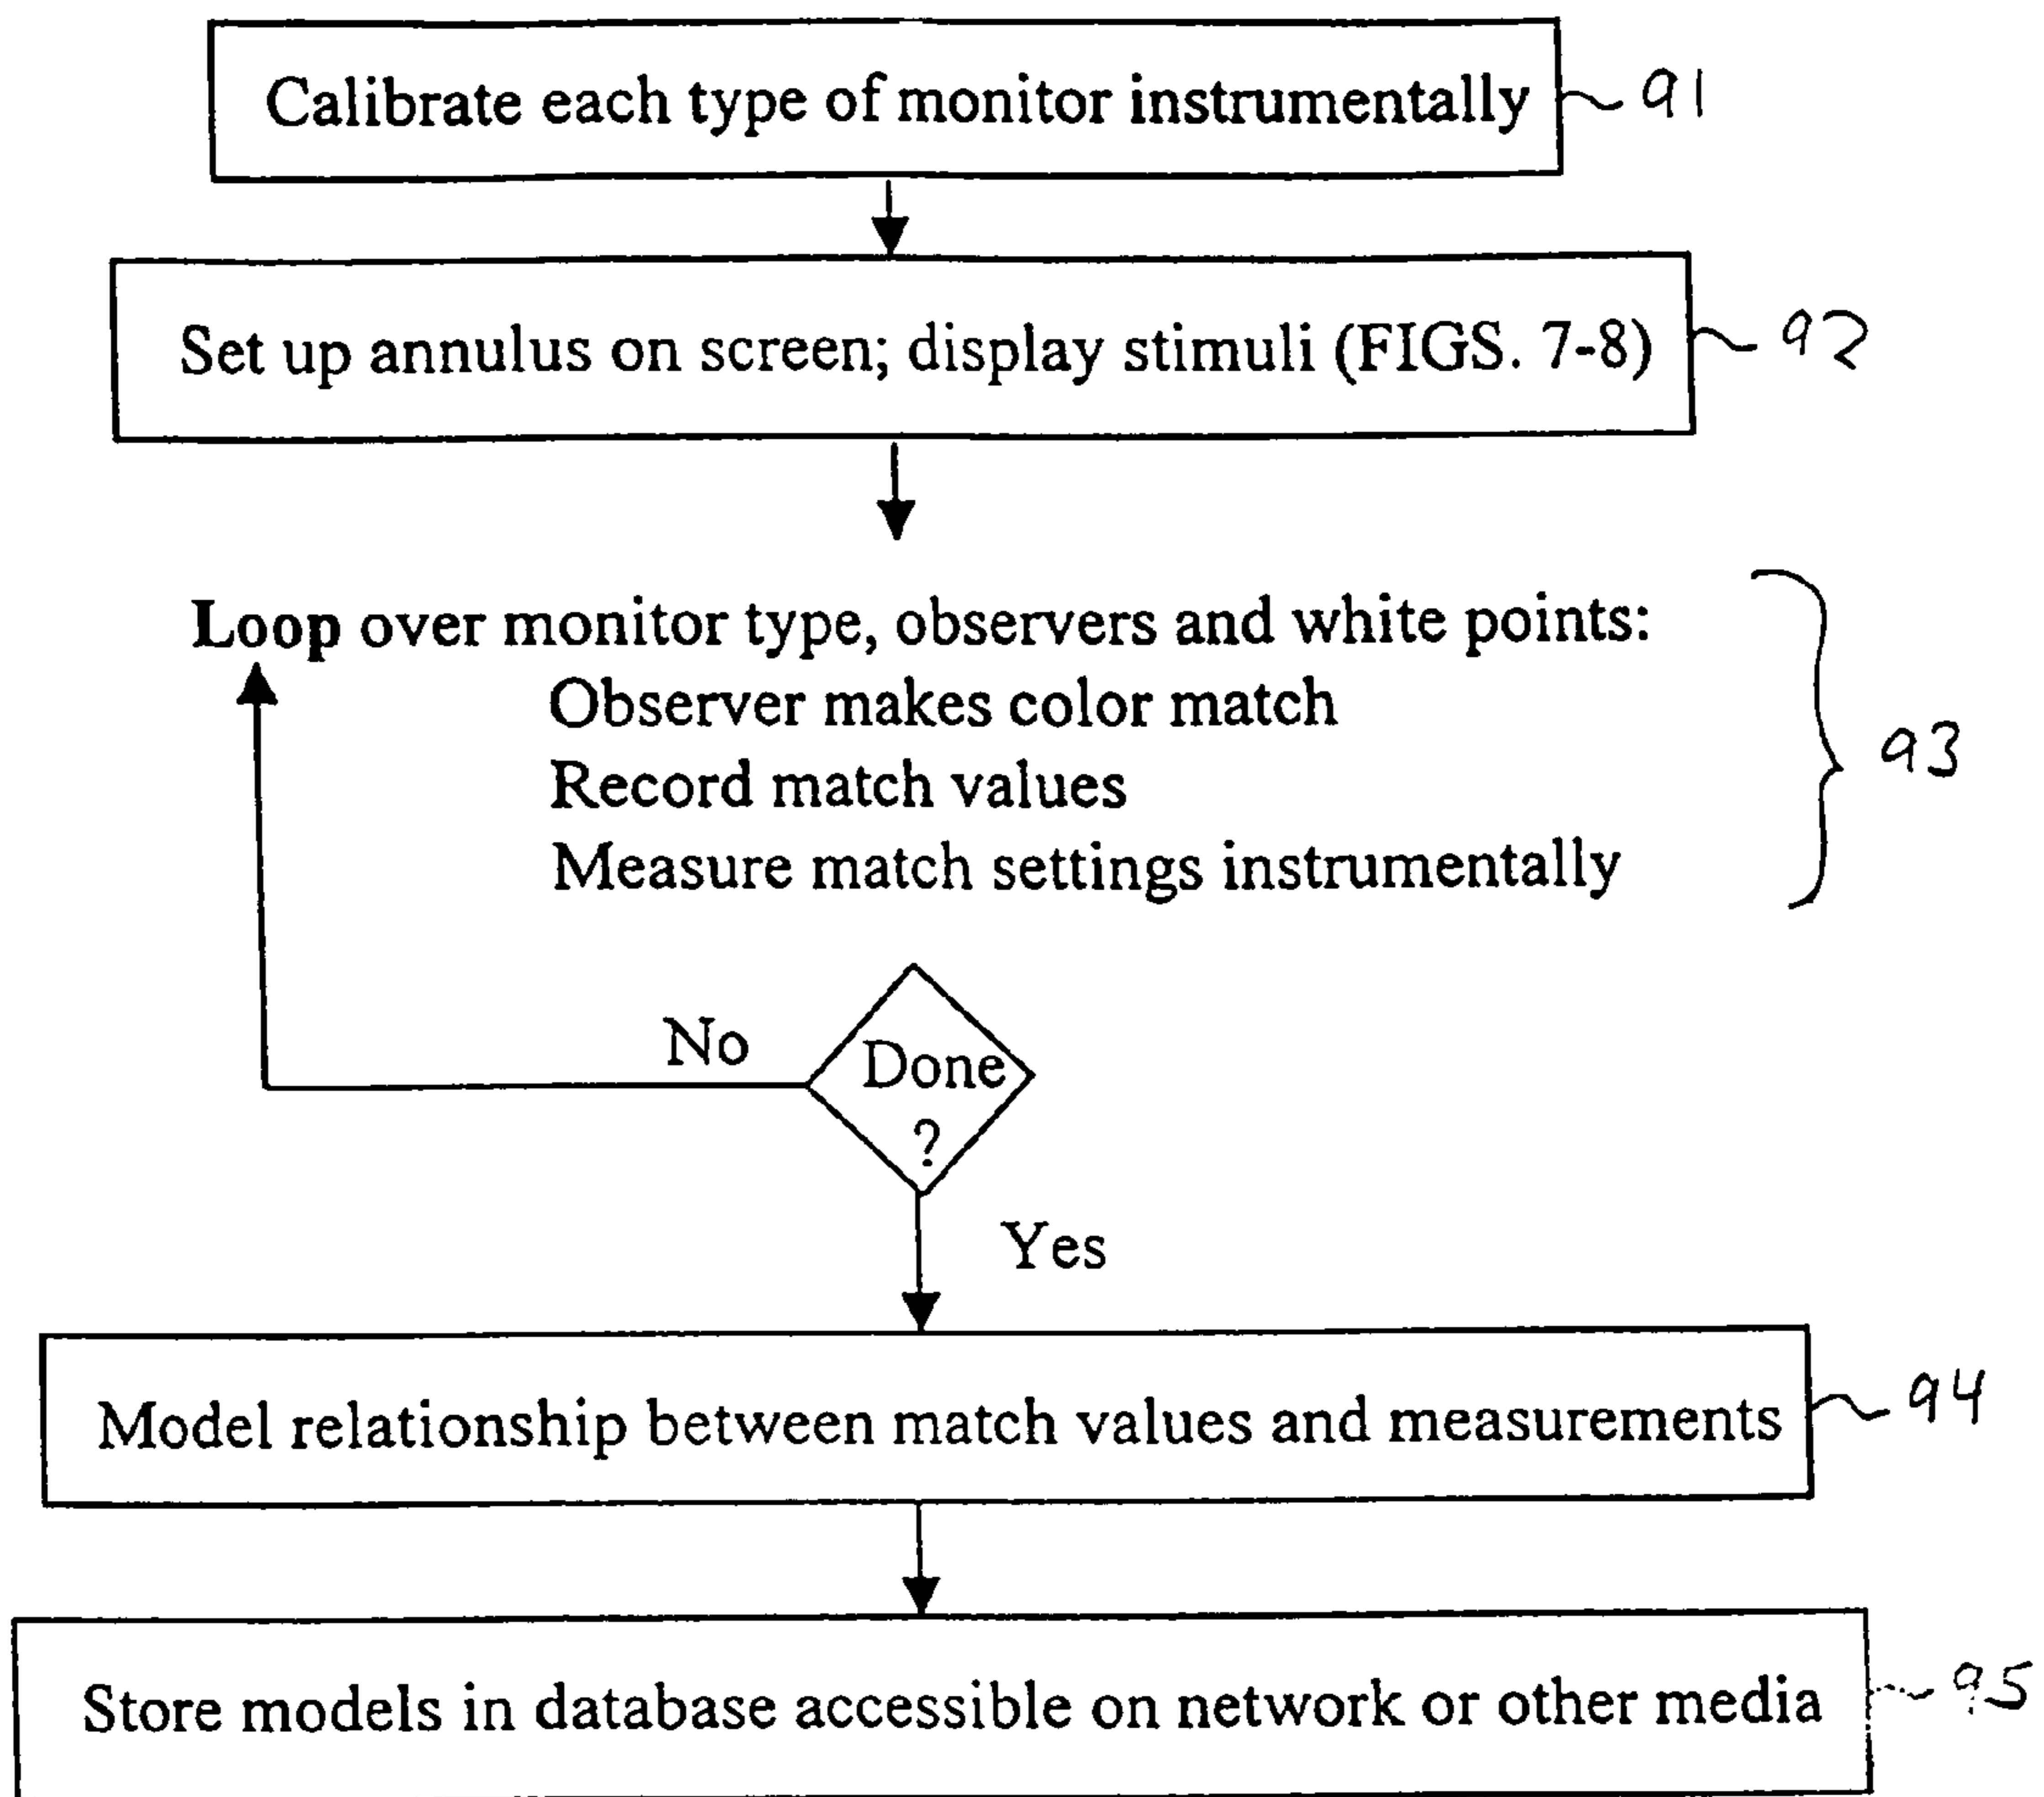 Calibrate each type of monitor instrumentally 91
Set up annulus on screen; display stimuli (FIGS. 7-8) 92
Loop over monitor type, observers and white points:
Observer makes color match
Record match values
Measure match settings instrumentally
93
No
Done
?
Yes
Model relationship between match values and measurements 94
Store models in database accessible on network or other media 95